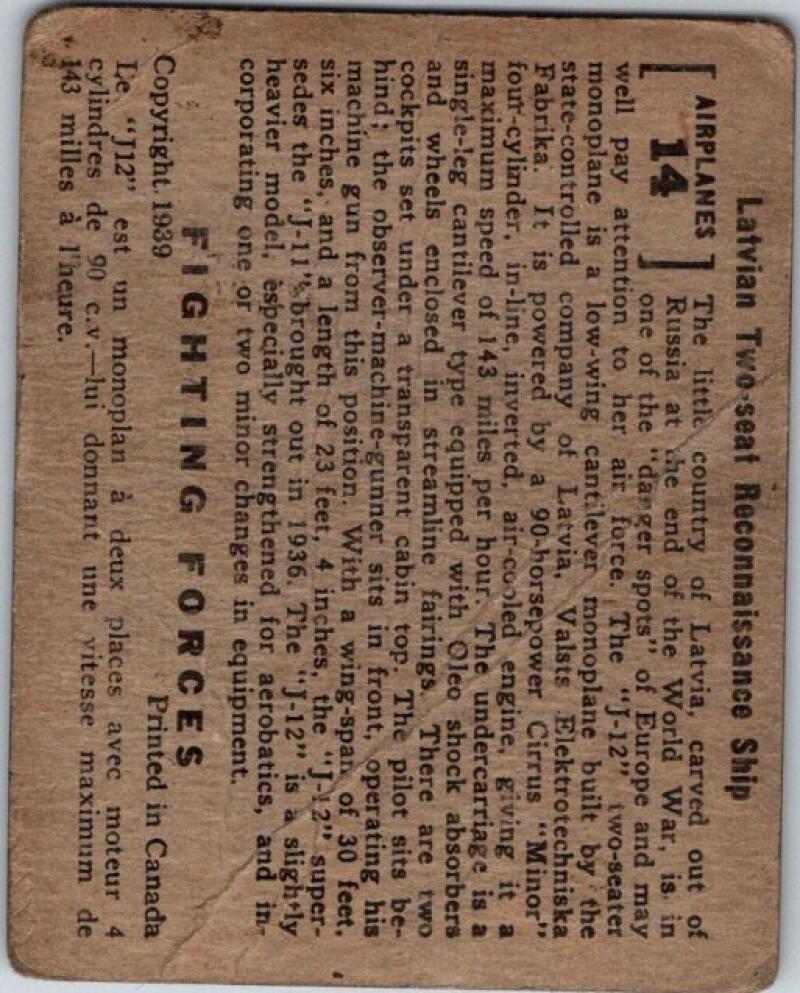 Latvian Two-seat Reconnaissance Ship
[ AIRPLANES 14 ]
The little country of Latvia, carved out of
Russia at the end of the World War, is in
one of the "danger spots" of Europe and may
well pay attention to her air force. The "J-12" two-seater
monoplane is a low-wing cantilever monoplane built by the
state-controlled company of Latvia, Valsts Elektrotechniska
Fabrika. It is powered by a 90-horsepower Cirrus "Minor"
four-cylinder, in-line, inverted, air-cooled engine, giving it a
maximum speed of 143 miles per hour. The undercarriage is a
single-leg cantilever type equipped with Oleo shock absorbers
and wheels enclosed in streamline fairings. There are two
cockpits set under a transparent cabin top. The pilot sits be-
hind; the observer-machine-gunner sits in front, operating his
machine gun from this position. With a wing-span of 30 feet,
six inches, and a length of 23 feet, 4 inches, the "J-12" super-
sedes the "J-11" brought out in 1936. The "J-12" is a slightly
heavier model, especially strengthened for aerobatics, and in-
corporating one or two minor changes in equipment.
FIGHTING FORCES
Copyright, 1939 Printed in Canada
Le "J12" est un monoplan à deux places avec moteur 4
cylindres de 90 c.v.—lui donnant une vitesse maximum de
143 milles à l'heure.